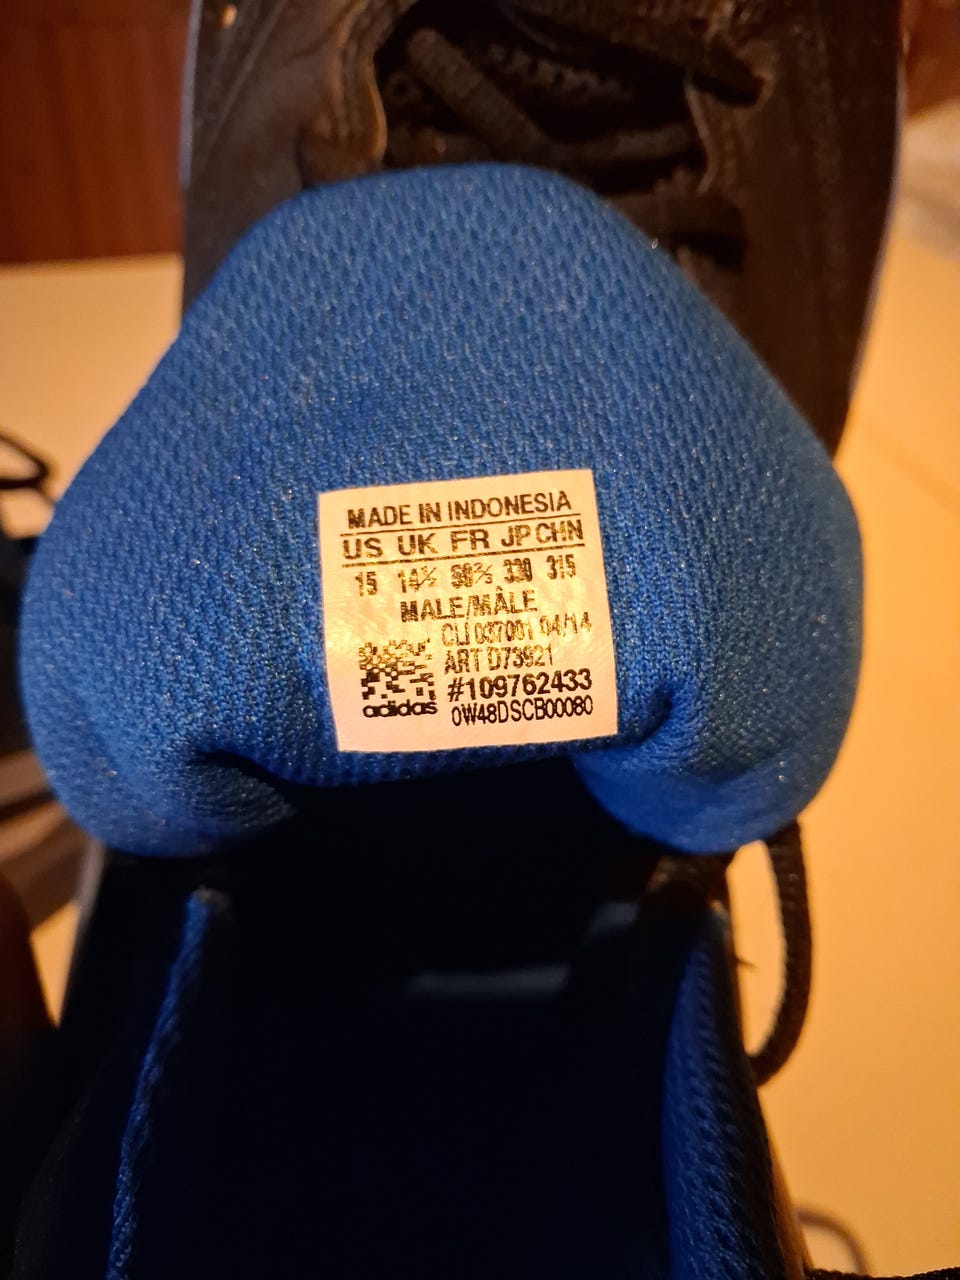 MADE IN INDONESIA
US UK FR JP CHN
15 14½ 50⅔ 330 315
MALE/MÂLE
CLI 037001 04/14
ART D73921
#109762433
adidas 0W48DSCB00080